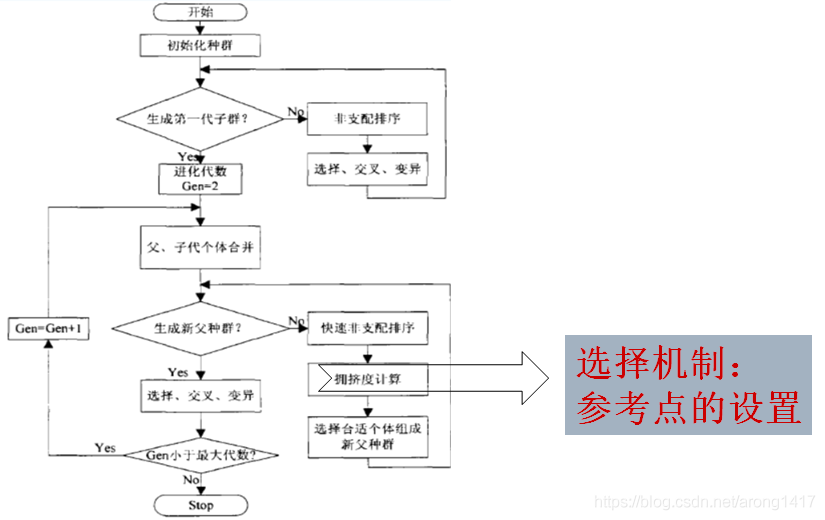 开始
初始化种群
生成第一代子群？
No
非支配排序
Yes
选择、交叉、变异
进化代数
Gen=2
父、子代个体合并
Gen=Gen+1
生成新父种群？
No
快速非支配排序
Yes
拥挤度计算
选择、交叉、变异
选择合适个体组成
新父种群
Yes
Gen小于最大代数？
No
Stop
选择机制：
参考点的设置
https://blog.csdn.net/arong1417